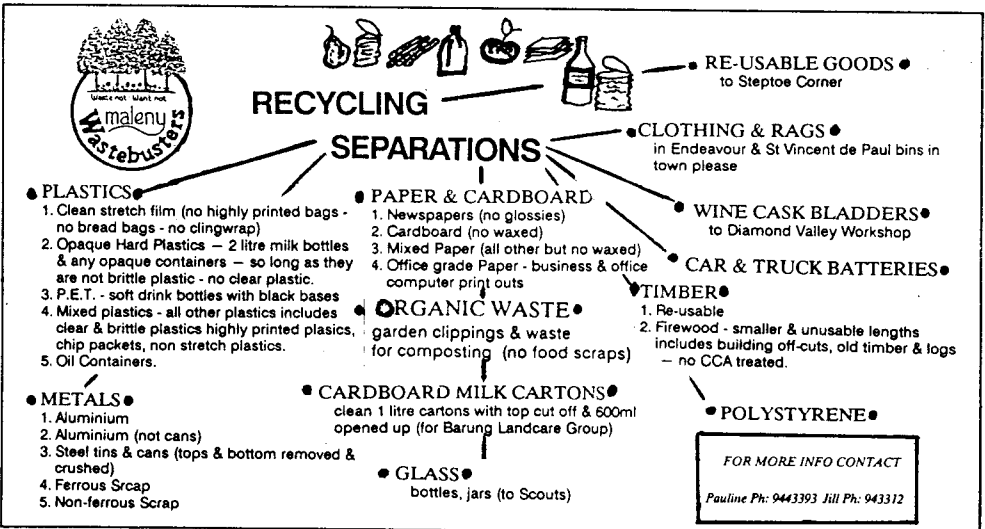 Waste not Want not
maleny
Wastebusters
RECYCLING
SEPARATIONS
RE-USABLE GOODS
to Steptoe Corner
CLOTHING & RAGS
in Endeavour & St Vincent de Paul bins in
town please
WINE CASK BLADDERS
to Diamond Valley Workshop
CAR & TRUCK BATTERIES
PLASTICS
1. Clean stretch film (no highly printed bags -
no bread bags - no clingwrap)
2. Opaque Hard Plastics — 2 litre milk bottles
& any opaque containers — so long as they
are not brittle plastic - no clear plastic.
3. P.E.T. - soft drink bottles with black bases
4. Mixed plastics - all other plastics includes
clear & brittle plastics highly printed plasics,
chip packets, non stretch plastics.
5. Oil Containers.
METALS
1. Aluminium
2. Aluminium (not cans)
3. Steel tins & cans (tops & bottom removed &
crushed)
4. Ferrous Srcap
5. Non-ferrous Scrap
PAPER & CARDBOARD
1. Newspapers (no glossies)
2. Cardboard (no waxed)
3. Mixed Paper (all other but no waxed)
4. Office grade Paper - business & office
computer print outs
ORGANIC WASTE
garden clippings & waste
for composting (no food scraps)
CARDBOARD MILK CARTONS
clean 1 litre cartons with top cut off & 600ml
opened up (for Barung Landcare Group)
GLASS
bottles, jars (to Scouts)
TIMBER
1. Re-usable
2. Firewood - smaller & unusable lengths
includes building off-cuts, old timber & logs
— no CCA treated.
POLYSTYRENE
FOR MORE INFO CONTACT
Pauline Ph: 9443393 Jill Ph: 943312